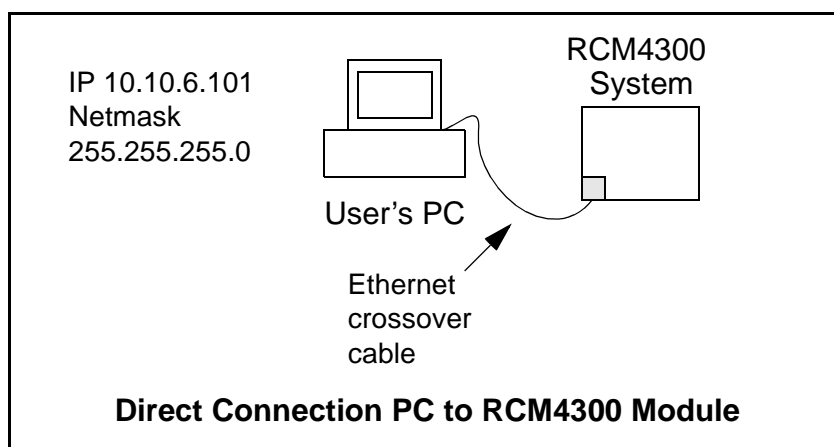 IP 10.10.6.101
Netmask
255.255.255.0
RCM4300
System
User's PC
Ethernet
crossover
cable
Direct Connection PC to RCM4300 Module